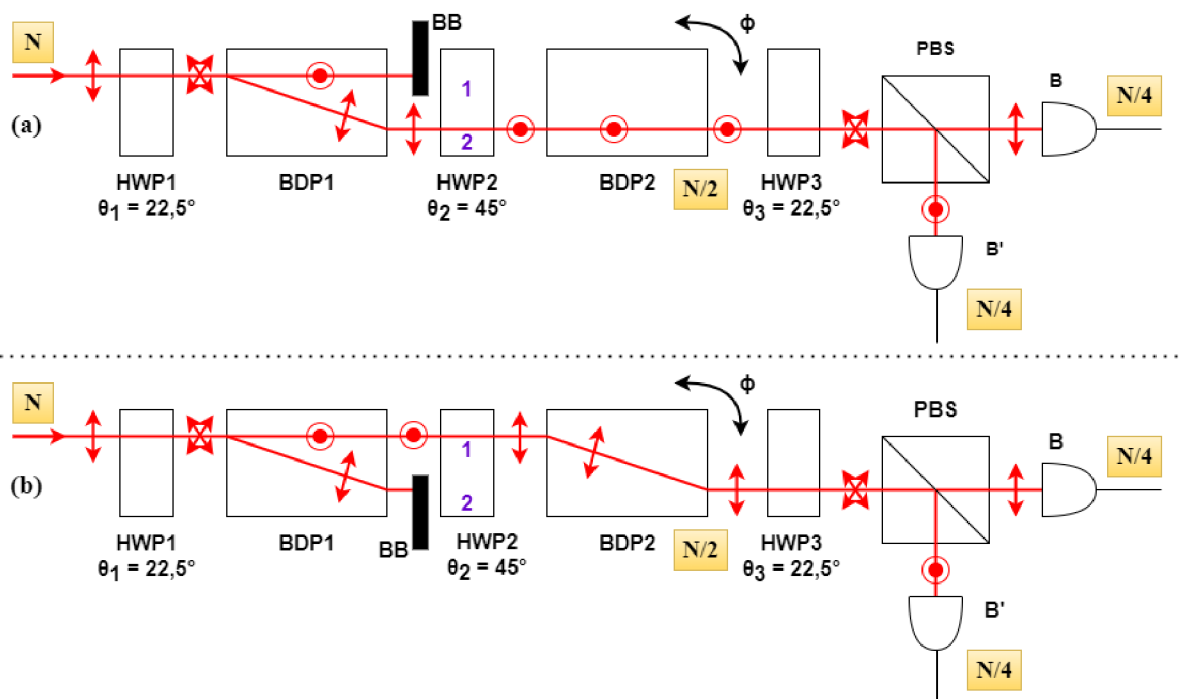 N
BB
ϕ
PBS
B
N/4
1
(a)
2
HWP1
θ1 = 22,5°
BDP1
HWP2
θ2 = 45°
BDP2
N/2
HWP3
θ3 = 22,5°
B'
N/4
N
ϕ
PBS
B
N/4
1
(b)
2
HWP1
θ1 = 22,5°
BDP1
BB
HWP2
θ2 = 45°
BDP2
N/2
HWP3
θ3 = 22,5°
B'
N/4